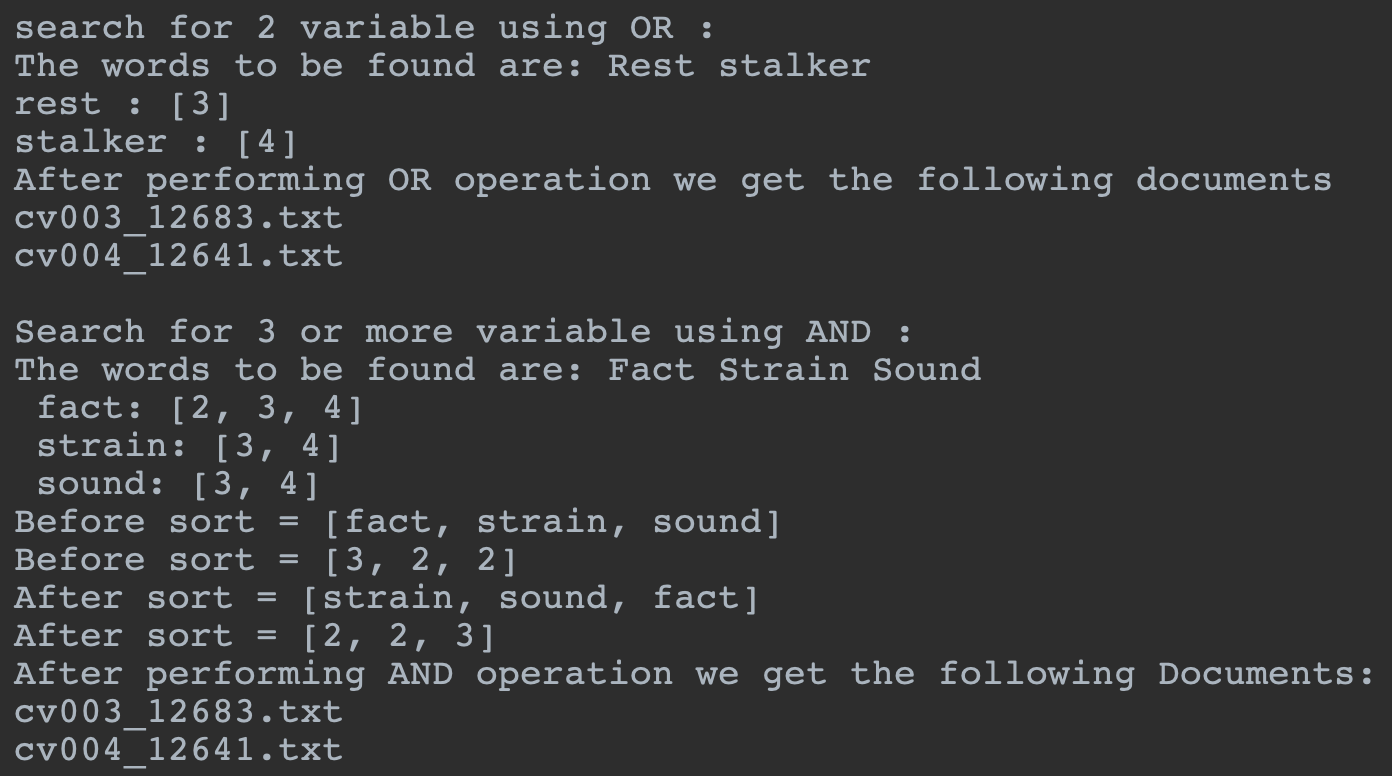 search for 2 variable using OR :
The words to be found are: Rest stalker
rest : [3]
stalker : [4]
After performing OR operation we get the following documents
cv003_12683.txt
cv004_12641.txt
Search for 3 or more variable using AND :
The words to be found are: Fact Strain Sound
fact: [2, 3, 4]
strain: [3, 4]
sound: [3, 4]
Before sort = [fact, strain, sound]
Before sort = [3, 2, 2]
After sort = [strain, sound, fact]
After sort = [2, 2, 3]
After performing AND operation we get the following Documents:
cv003_12683.txt
cv004_12641.txt